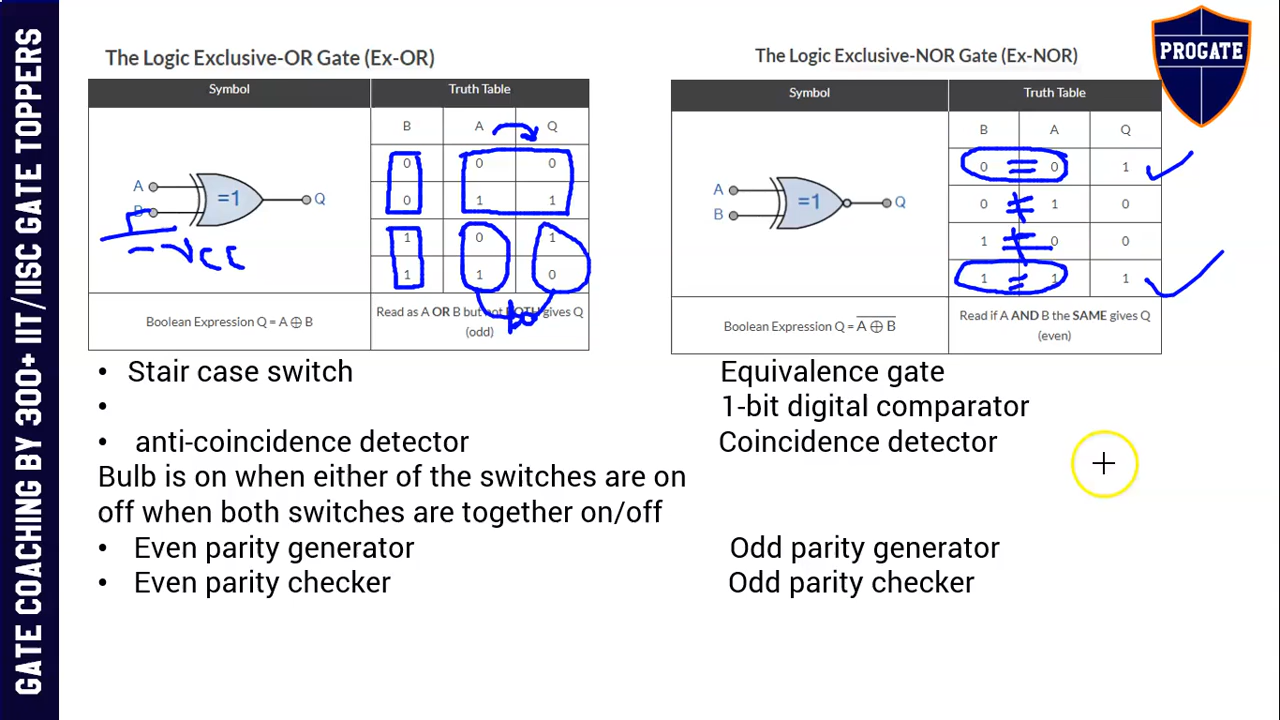 GATE COACHING BY 300+ IIT/IISC GATE TOPPERS
PROGATE
The Logic Exclusive-OR Gate (Ex-OR)
Symbol Truth Table
B A Q
0 0 0
0 1 1
1 0 1
1 1 0
A
B
=1
Q
-Vcc
Boolean Expression Q = A ⊕ B
Read as A OR B but not BOTH gives Q
(odd)
The Logic Exclusive-NOR Gate (Ex-NOR)
Symbol Truth Table
B A Q
0 = 0 1
0 ≠ 1 0
1 ≠ 0 0
1 = 1 1
A
B
=1
Q
Boolean Expression Q = A ⊕ B
Read if A AND B the SAME gives Q
(even)
• Stair case switch
•
• anti-coincidence detector
Bulb is on when either of the switches are on
off when both switches are together on/off
• Even parity generator
• Even parity checker
Equivalence gate
1-bit digital comparator
Coincidence detector
Odd parity generator
Odd parity checker